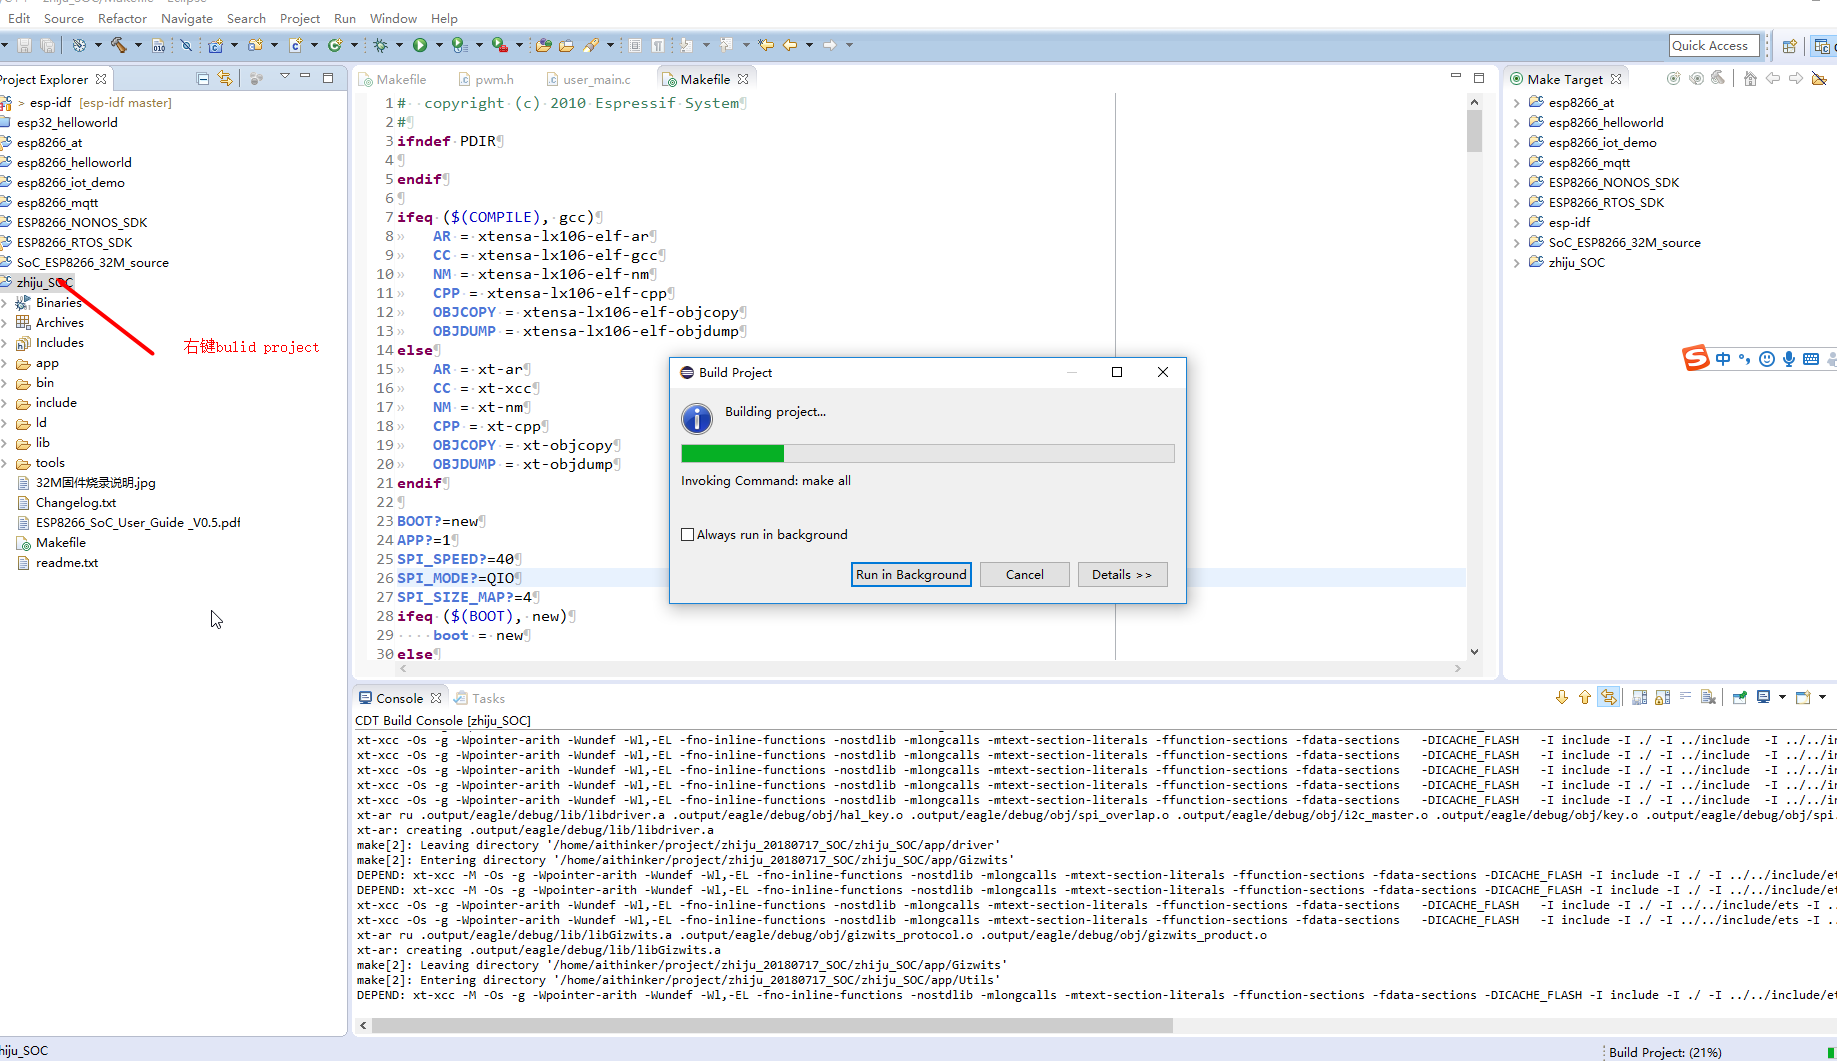 Edit Source Refactor Navigate Search Project Run Window Help
Quick Access
Project Explorer
> esp-idf [esp-idf master]
esp32_helloworld
esp8266_at
esp8266_helloworld
esp8266_iot_demo
esp8266_mqtt
ESP8266_NONOS_SDK
ESP8266_RTOS_SDK
SoC_ESP8266_32M_source
zhiju_SOC
Binaries
Archives
Includes
app
bin
include
ld
lib
tools
32M固件烧录说明.jpg
Changelog.txt
ESP8266_SoC_User_Guide _V0.5.pdf
Makefile
readme.txt
右键bulid project
Makefile pwm.h user_main.c Makefile
1 #  copyright (c) 2010 Espressif System¶
2 #¶
3 ifndef PDIR¶
4 ¶
5 endif¶
6 ¶
7 ifeq ($(COMPILE), gcc)¶
8 » AR = xtensa-lx106-elf-ar¶
9 » CC = xtensa-lx106-elf-gcc¶
10 » NM = xtensa-lx106-elf-nm¶
11 » CPP = xtensa-lx106-elf-cpp¶
12 » OBJCOPY = xtensa-lx106-elf-objcopy¶
13 » OBJDUMP = xtensa-lx106-elf-objdump¶
14 else¶
15 » AR = xt-ar¶
16 » CC = xt-xcc¶
17 » NM = xt-nm¶
18 » CPP = xt-cpp¶
19 » OBJCOPY = xt-objcopy¶
20 » OBJDUMP = xt-objdump¶
21 endif¶
22 ¶
23 BOOT?=new¶
24 APP?=1¶
25 SPI_SPEED?=40¶
26 SPI_MODE?=QIO¶
27 SPI_SIZE_MAP?=4¶
28 ifeq ($(BOOT), new)¶
29 ···· boot = new¶
30 else¶
Build Project
Building project...
Invoking Command: make all
Always run in background
Run in Background Cancel Details >>
Make Target
esp8266_at
esp8266_helloworld
esp8266_iot_demo
esp8266_mqtt
ESP8266_NONOS_SDK
ESP8266_RTOS_SDK
esp-idf
SoC_ESP8266_32M_source
zhiju_SOC
S 中
Console Tasks
CDT Build Console [zhiju_SOC]
xt-xcc -Os -g -Wpointer-arith -Wundef -Wl,-EL -fno-inline-functions -nostdlib -mlongcalls -mtext-section-literals -ffunction-sections -fdata-sections   -DICACHE_FLASH   -I include -I ./ -I ../include  -I ../../in
xt-xcc -Os -g -Wpointer-arith -Wundef -Wl,-EL -fno-inline-functions -nostdlib -mlongcalls -mtext-section-literals -ffunction-sections -fdata-sections   -DICACHE_FLASH   -I include -I ./ -I ../include  -I ../../in
xt-xcc -Os -g -Wpointer-arith -Wundef -Wl,-EL -fno-inline-functions -nostdlib -mlongcalls -mtext-section-literals -ffunction-sections -fdata-sections   -DICACHE_FLASH   -I include -I ./ -I ../include  -I ../../in
xt-xcc -Os -g -Wpointer-arith -Wundef -Wl,-EL -fno-inline-functions -nostdlib -mlongcalls -mtext-section-literals -ffunction-sections -fdata-sections   -DICACHE_FLASH   -I include -I ./ -I ../include  -I ../../in
xt-xcc -Os -g -Wpointer-arith -Wundef -Wl,-EL -fno-inline-functions -nostdlib -mlongcalls -mtext-section-literals -ffunction-sections -fdata-sections   -DICACHE_FLASH   -I include -I ./ -I ../include  -I ../../in
xt-ar ru .output/eagle/debug/lib/libdriver.a .output/eagle/debug/obj/hal_key.o .output/eagle/debug/obj/spi_overlap.o .output/eagle/debug/obj/i2c_master.o .output/eagle/debug/obj/key.o .output/eagle/debug/obj/spi.
xt-ar: creating .output/eagle/debug/lib/libdriver.a
make[2]: Leaving directory '/home/aithinker/project/zhiju_20180717_SOC/zhiju_SOC/app/driver'
make[2]: Entering directory '/home/aithinker/project/zhiju_20180717_SOC/zhiju_SOC/app/Gizwits'
DEPEND: xt-xcc -M -Os -g -Wpointer-arith -Wundef -Wl,-EL -fno-inline-functions -nostdlib -mlongcalls -mtext-section-literals -ffunction-sections -fdata-sections -DICACHE_FLASH -I include -I ./ -I ../../include/et
DEPEND: xt-xcc -M -Os -g -Wpointer-arith -Wundef -Wl,-EL -fno-inline-functions -nostdlib -mlongcalls -mtext-section-literals -ffunction-sections -fdata-sections -DICACHE_FLASH -I include -I ./ -I ../../include/et
xt-xcc -Os -g -Wpointer-arith -Wundef -Wl,-EL -fno-inline-functions -nostdlib -mlongcalls -mtext-section-literals -ffunction-sections -fdata-sections   -DICACHE_FLASH   -I include -I ./ -I ../../include/ets -I ..
xt-xcc -Os -g -Wpointer-arith -Wundef -Wl,-EL -fno-inline-functions -nostdlib -mlongcalls -mtext-section-literals -ffunction-sections -fdata-sections   -DICACHE_FLASH   -I include -I ./ -I ../../include/ets -I ..
xt-ar ru .output/eagle/debug/lib/libGizwits.a .output/eagle/debug/obj/gizwits_protocol.o .output/eagle/debug/obj/gizwits_product.o
xt-ar: creating .output/eagle/debug/lib/libGizwits.a
make[2]: Leaving directory '/home/aithinker/project/zhiju_20180717_SOC/zhiju_SOC/app/Gizwits'
make[2]: Entering directory '/home/aithinker/project/zhiju_20180717_SOC/zhiju_SOC/app/Utils'
DEPEND: xt-xcc -M -Os -g -Wpointer-arith -Wundef -Wl,-EL -fno-inline-functions -nostdlib -mlongcalls -mtext-section-literals -ffunction-sections -fdata-sections -DICACHE_FLASH -I include -I ./ -I ../../include/et
hiju_SOC
Build Project: (21%)